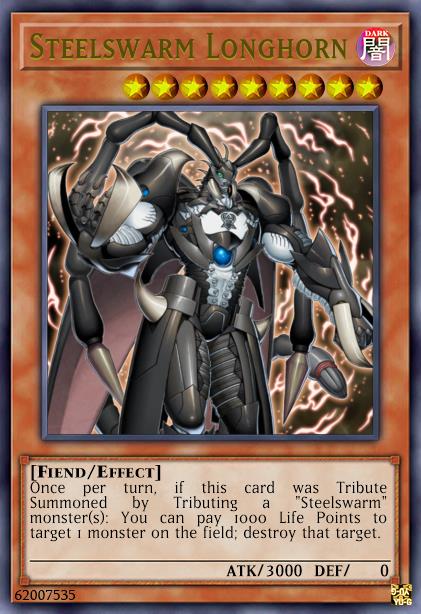 STEELSWARM LONGHORN
DARK
闇
[FIEND/EFFECT]
Once per turn, if this card was Tribute
Summoned by Tributing a "Steelswarm"
monster(s): You can pay 1000 Life Points to
target 1 monster on the field; destroy that target.
ATK/3000 DEF/ 0
62007535